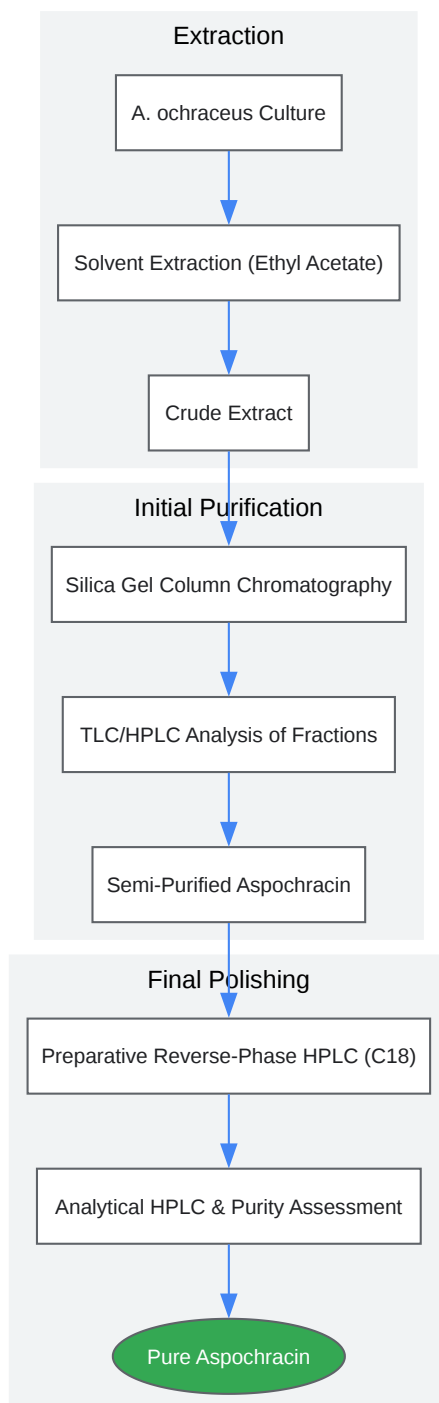 Extraction
A. ochraceus Culture
Solvent Extraction (Ethyl Acetate)
Crude Extract
Initial Purification
Silica Gel Column Chromatography
TLC/HPLC Analysis of Fractions
Semi-Purified Aspochracin
Final Polishing
Preparative Reverse-Phase HPLC (C18)
Analytical HPLC & Purity Assessment
Pure Aspochracin